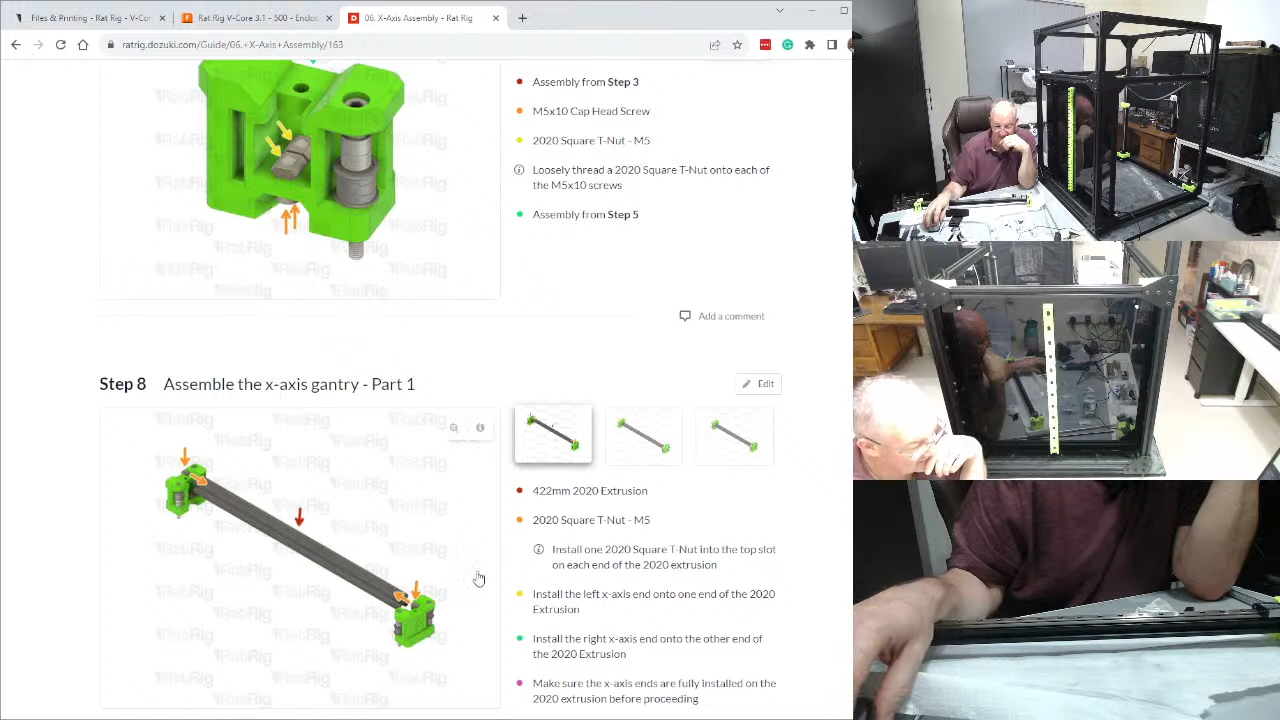 Rat Rig V-Core 3.1 - 500 - Enclos
06. X-Axis Assembly - Rat Rig
ratrig.dozuki.com/Guide/06.+X-Axis+Assembly/163
Assembly from Step 3
M5x10 Cap Head Screw
2020 Square T-Nut - M5
Loosely thread a 2020 Square T-Nut onto each of
the M5x10 screws
Assembly from Step 5
Add a comment
Step 8 Assemble the x-axis gantry - Part 1
Edit
422mm 2020 Extrusion
2020 Square T-Nut - M5
Install one 2020 Square T-Nut into the top slot
on each end of the 2020 extrusion
Install the left x-axis end onto one end of the 2020
Extrusion
Install the right x-axis end onto the other end of
the 2020 Extrusion
Make sure the x-axis ends are fully installed on the
2020 extrusion before proceeding